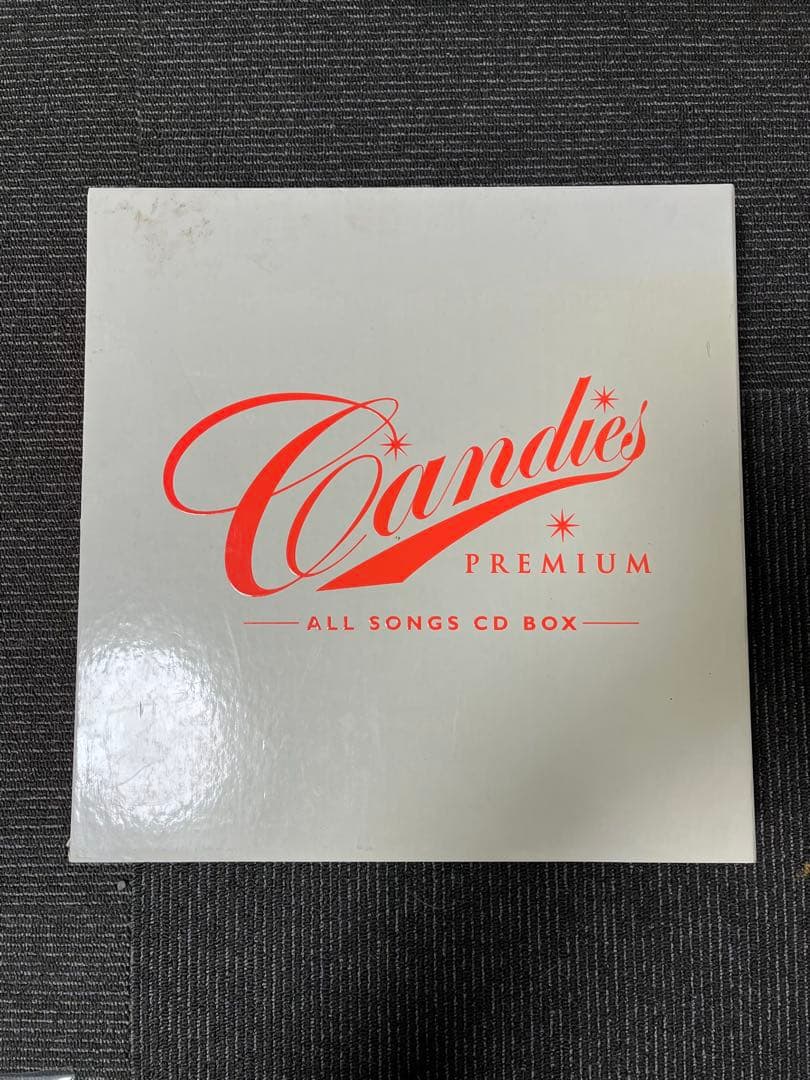 Candies
PREMIUM
ALL SONGS CD BOX